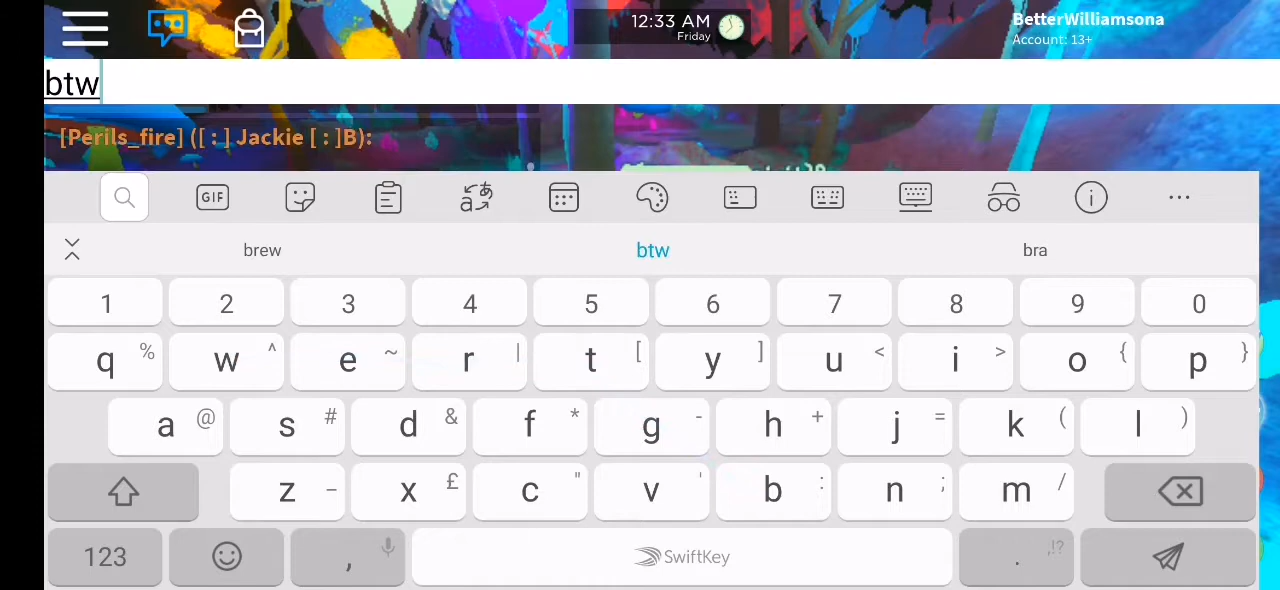 12:33 AM
Friday
BetterWilliamsona
Account: 13+
btw
[Perils_fire] ([ : ] Jackie [ : ]B):
GIF
brew btw bra
1 2 3 4 5 6 7 8 9 0
q % w ^ e ~ r | t [ y ] u < i > o { p }
a @ s # d & f * g - h + j = k ( l )
z _ x £ c " v ' b : n ; m /
123 , SwiftKey . ,!?